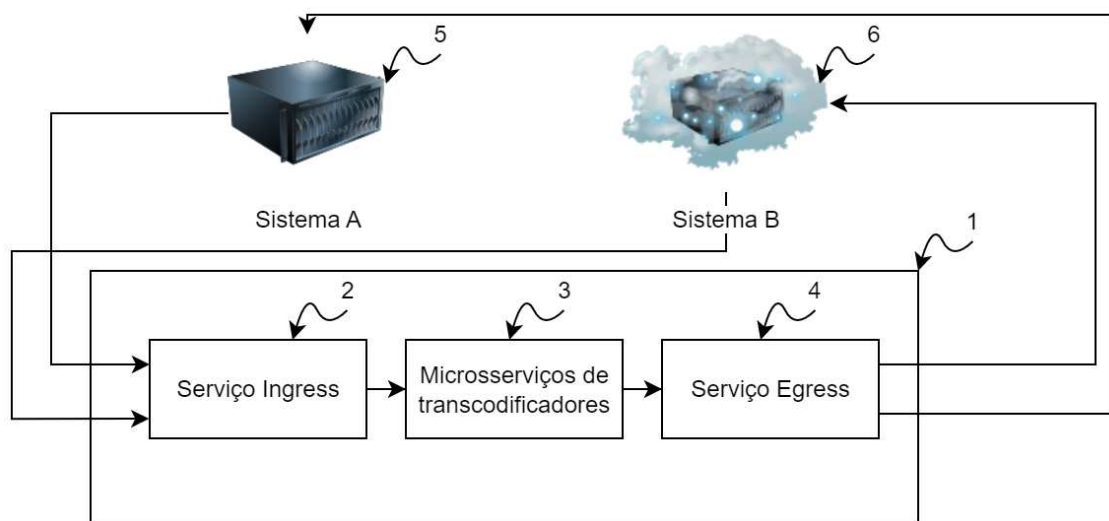 5
6
Sistema A
Sistema B
1
2
3
4
Serviço Ingress
Microsserviços de
transcodificadores
Serviço Egress